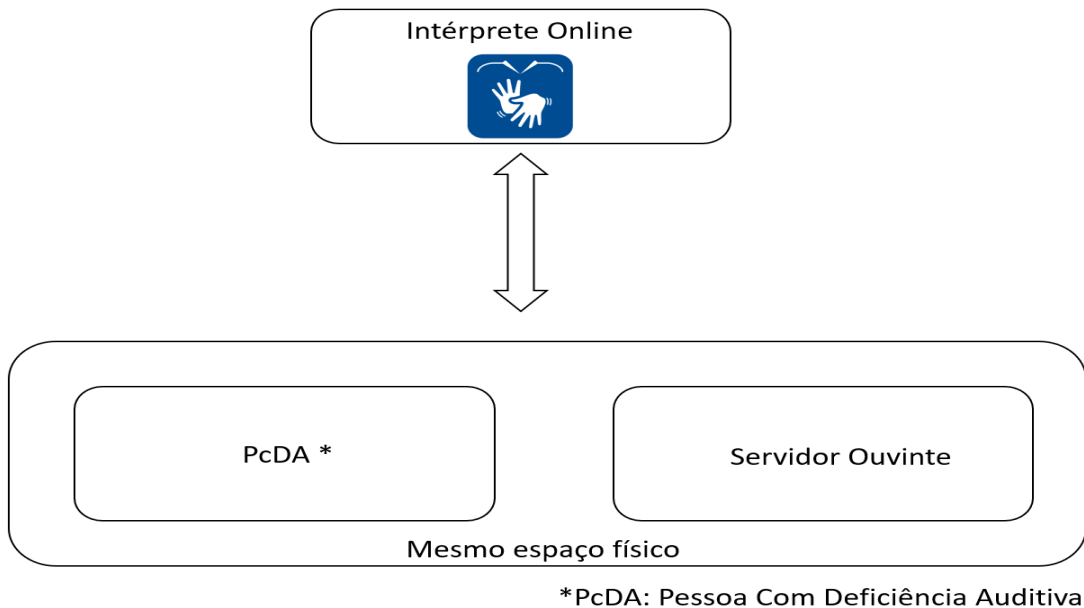 Intérprete Online
PcDA *
Servidor Ouvinte
Mesmo espaço físico
*PcDA: Pessoa Com Deficiência Auditiva